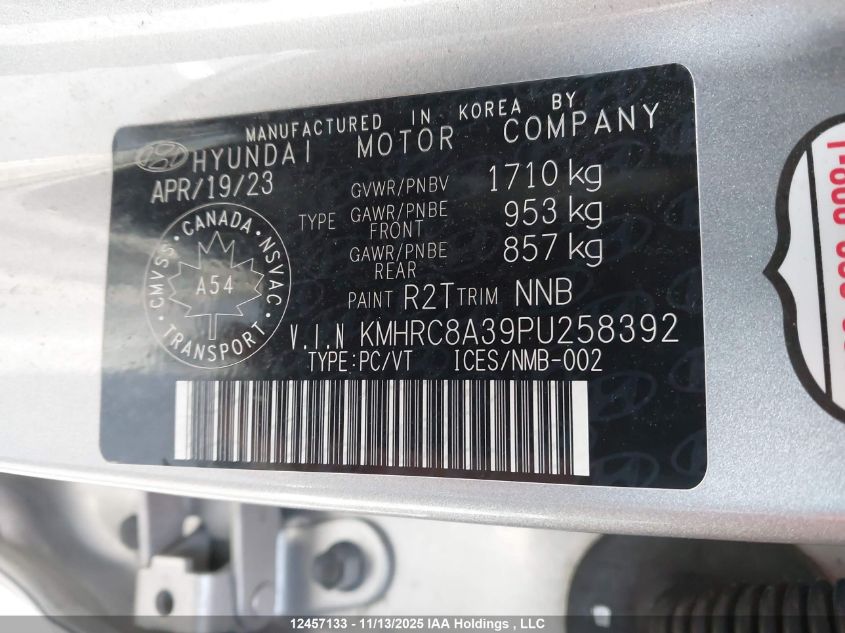 MANUFACTURED IN KOREA BY
HYUNDAI MOTOR COMPANY
APR/19/23
GVWR/PNBV 1710 kg
TYPE GAWR/PNBE FRONT 953 kg
GAWR/PNBE REAR 857 kg
CANADA
CMVSS NSVAC
A54
TRANSPORT
PAINT R2T TRIM NNB
V.I.N KMHRC8A39PU258392
TYPE:PC/VT ICES/NMB-002
12457133 - 11/13/2025 IAA Holdings , LLC